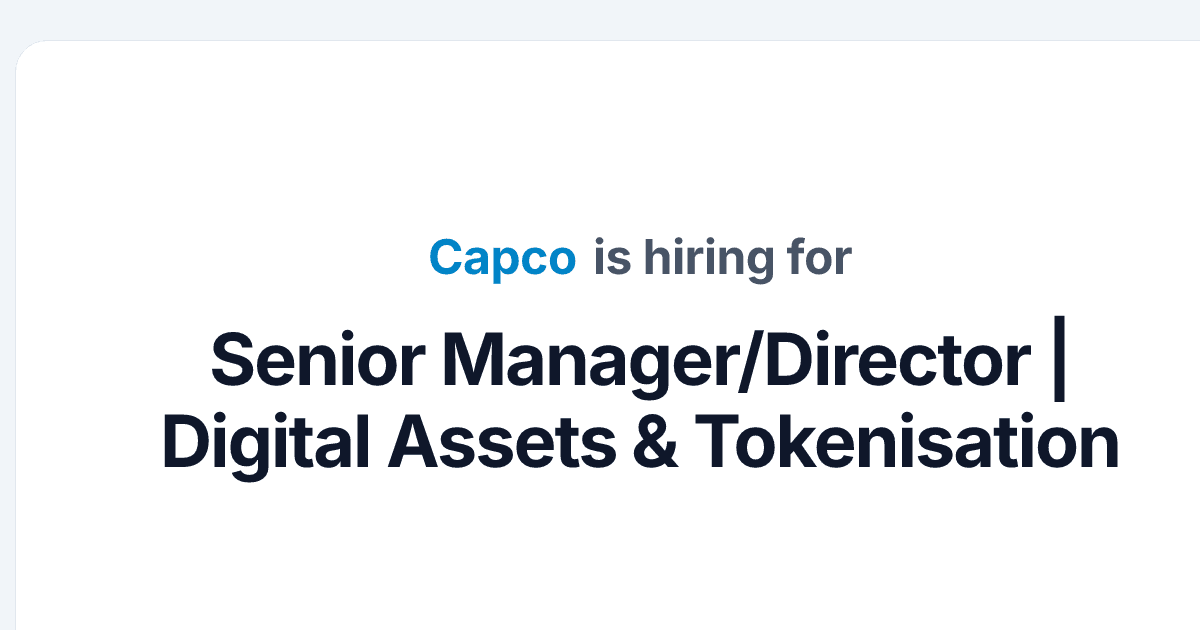 Capco is hiring for
Senior Manager/Director |
Digital Assets & Tokenisation